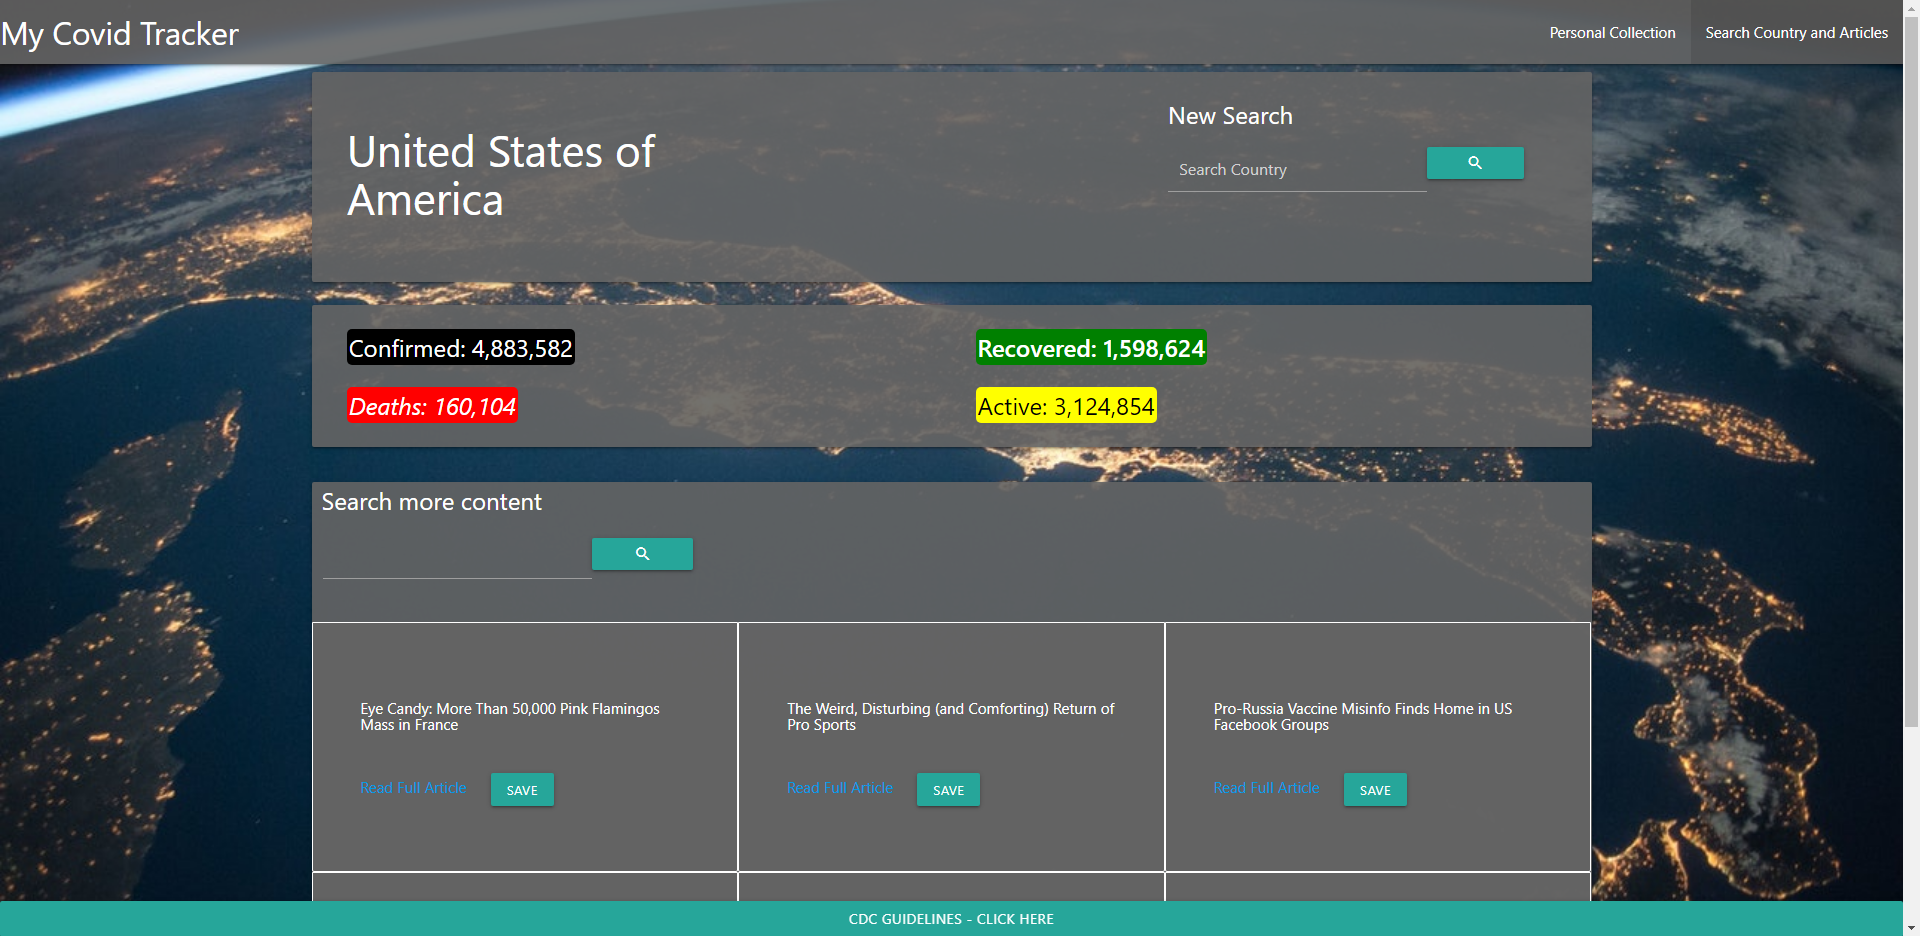 My Covid Tracker
Personal Collection
Search Country and Articles
United States of
America
New Search
Search Country
Confirmed: 4,883,582
Recovered: 1,598,624
Deaths: 160,104
Active: 3,124,854
Search more content
Eye Candy: More Than 50,000 Pink Flamingos
Mass in France
Read Full Article
SAVE
The Weird, Disturbing (and Comforting) Return of
Pro Sports
Read Full Article
SAVE
Pro-Russia Vaccine Misinfo Finds Home in US
Facebook Groups
Read Full Article
SAVE
CDC GUIDELINES - CLICK HERE